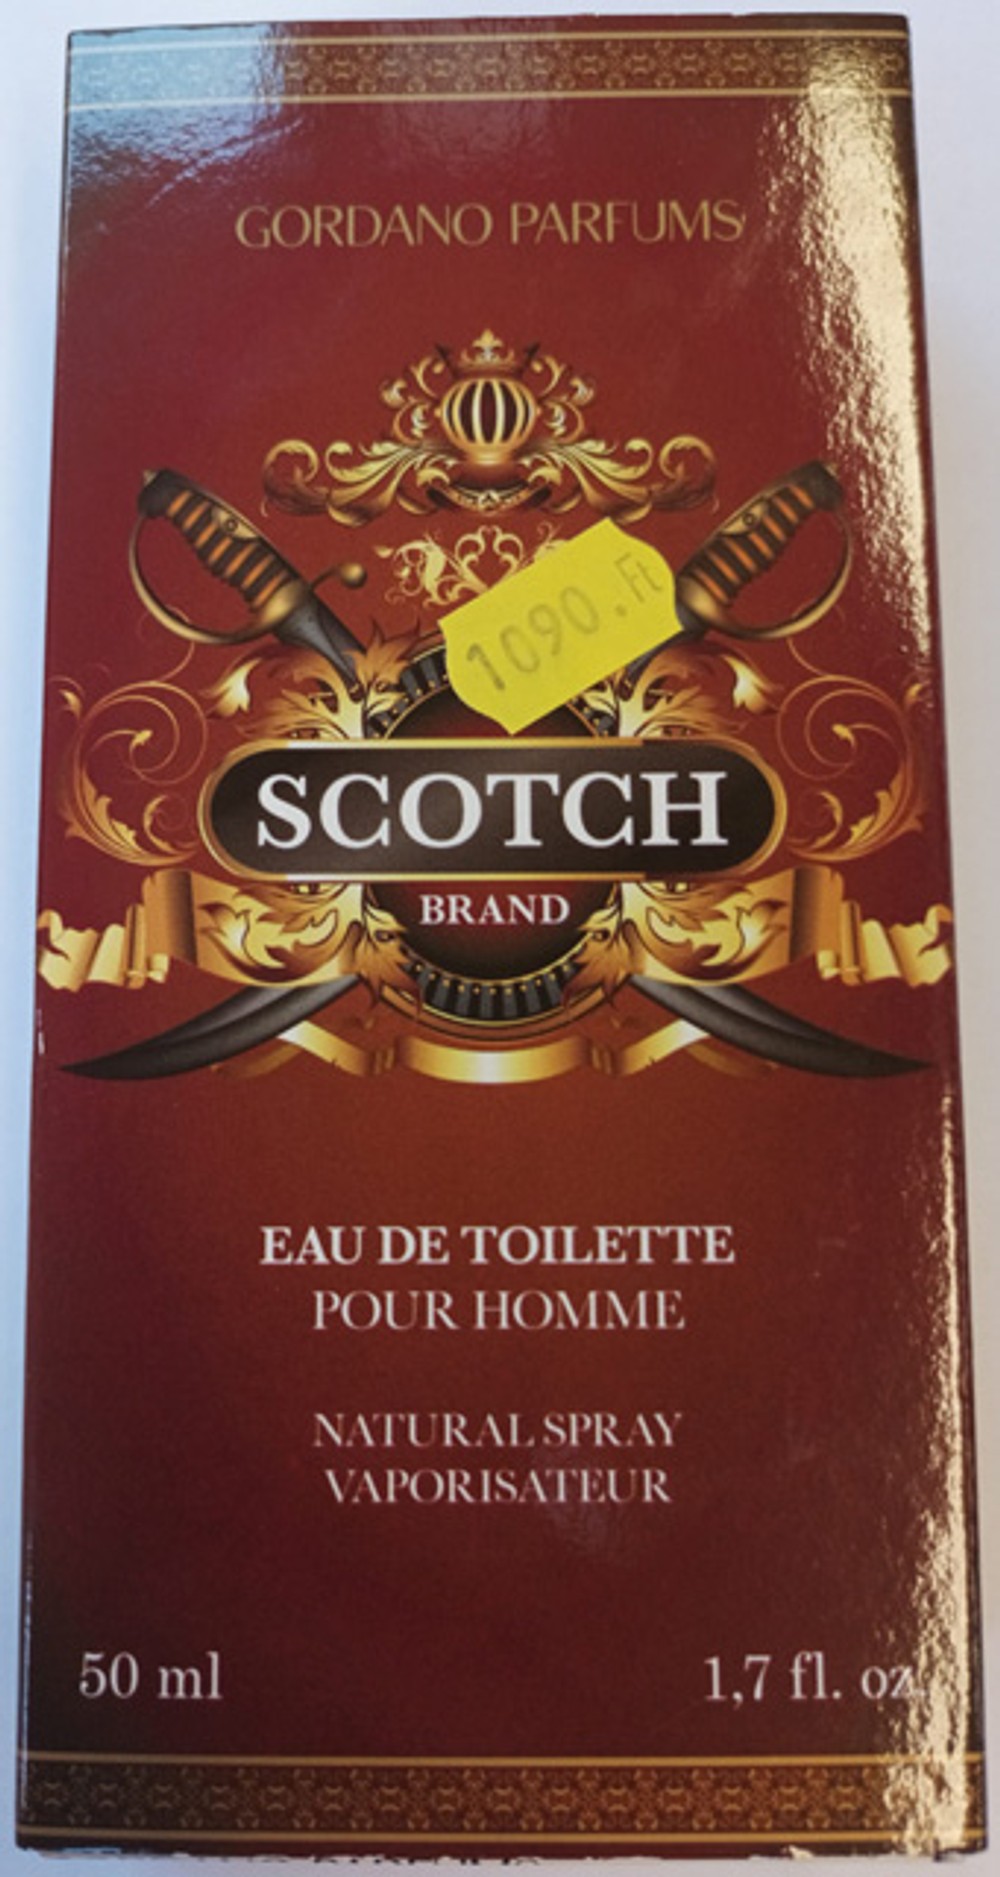 GORDANO PARFUMS
1090.Ft
SCOTCH
BRAND
EAU DE TOILETTE
POUR HOMME
NATURAL SPRAY
VAPORISATEUR
50 ml
1,7 fl. oz.